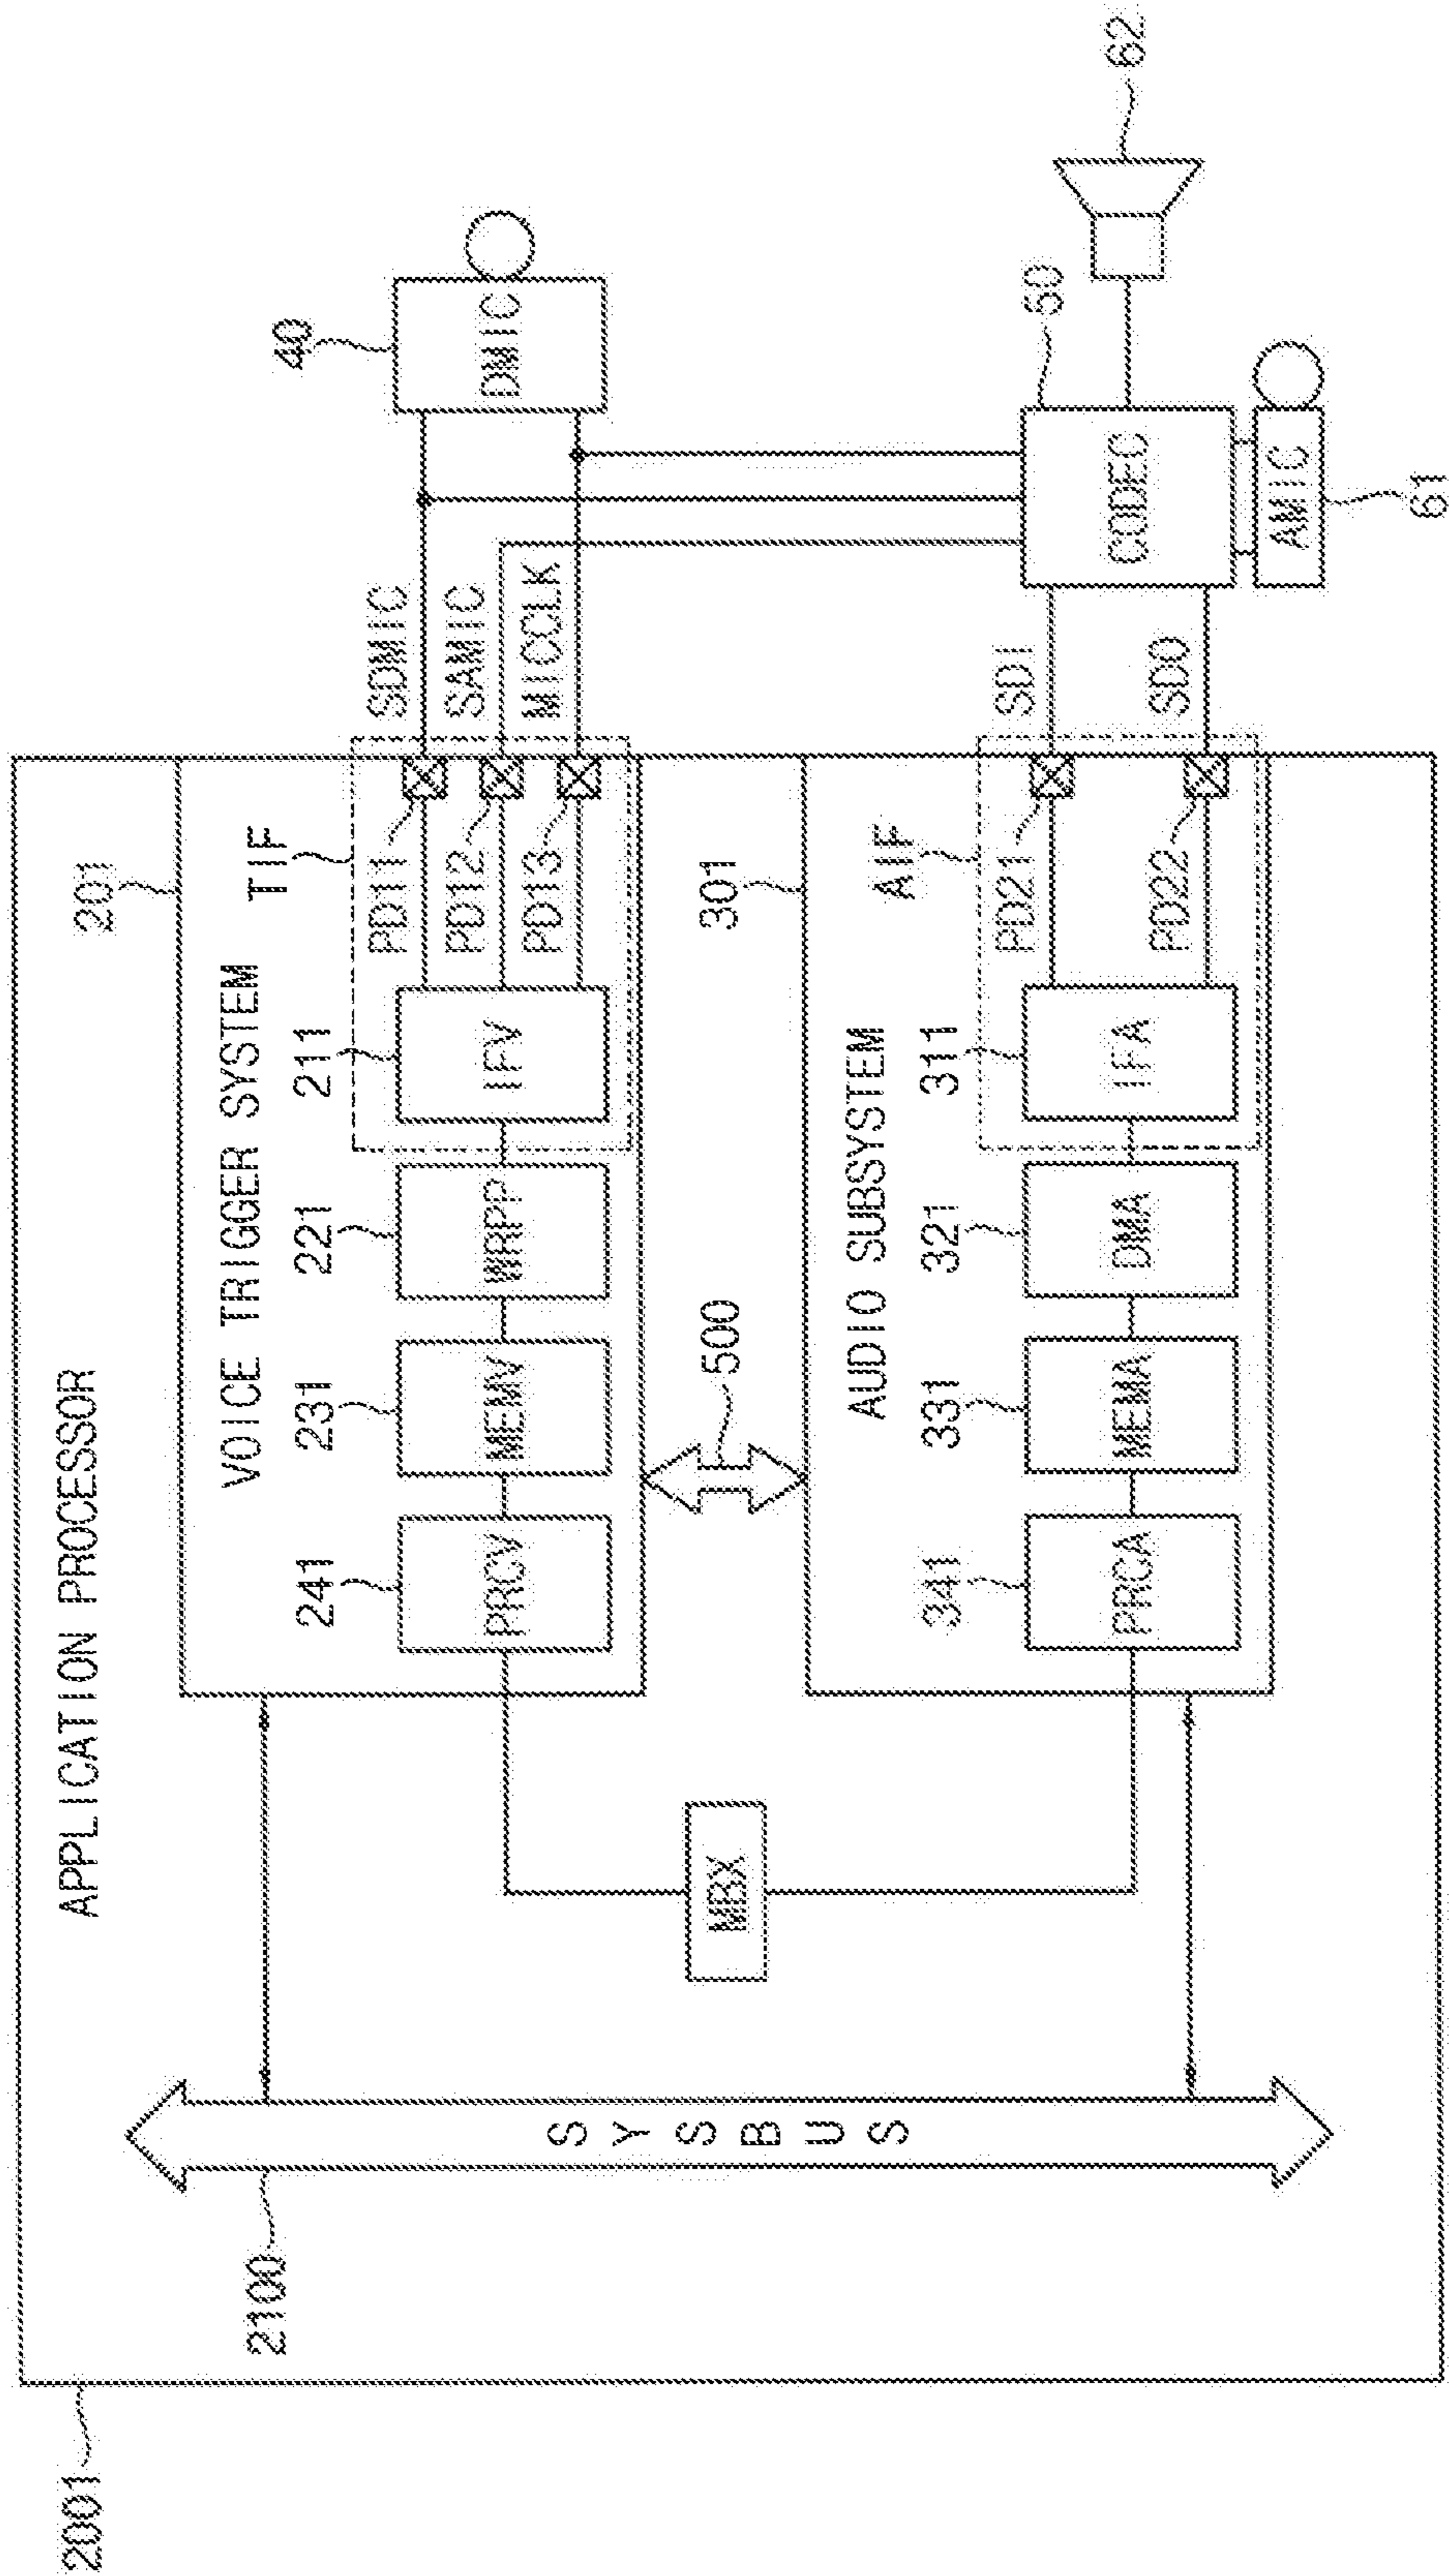 2001
APPLICATION PROCESSOR
2100
SYSBUS
MBX
201
VOICE TRIGGER SYSTEM
TIF
241
PRCV
231
MEMV
221
WRPP
211
IFV
PD11
PD12
PD13
SDMIC
SAMIC
MICCLK
40
DMIC
500
301
AUDIO SUBSYSTEM
AIF
341
PRCA
331
MEMA
321
DMA
311
IFA
PD21
PD22
SDI
SDO
50
CODEC
AMIC
61
62